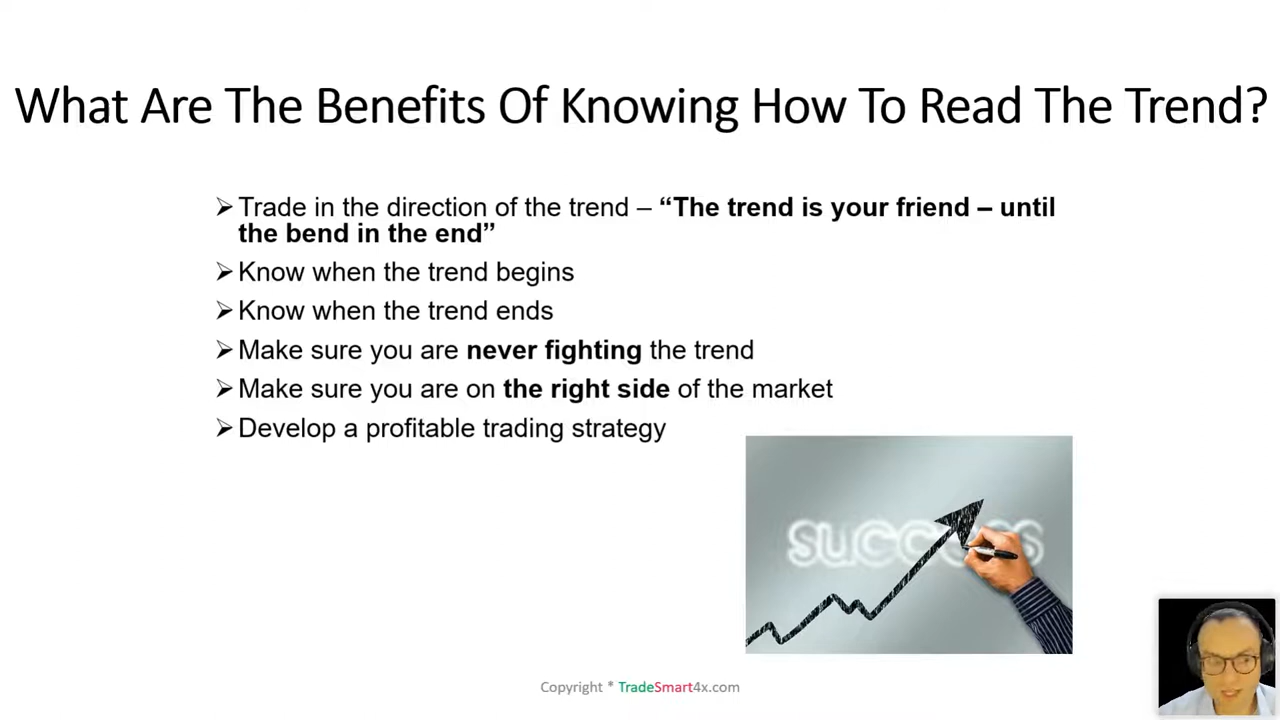 What Are The Benefits Of Knowing How To Read The Trend?
➢Trade in the direction of the trend – “The trend is your friend – until
the bend in the end”
➢Know when the trend begins
➢Know when the trend ends
➢Make sure you are never fighting the trend
➢Make sure you are on the right side of the market
➢Develop a profitable trading strategy
Copyright * TradeSmart4x.com